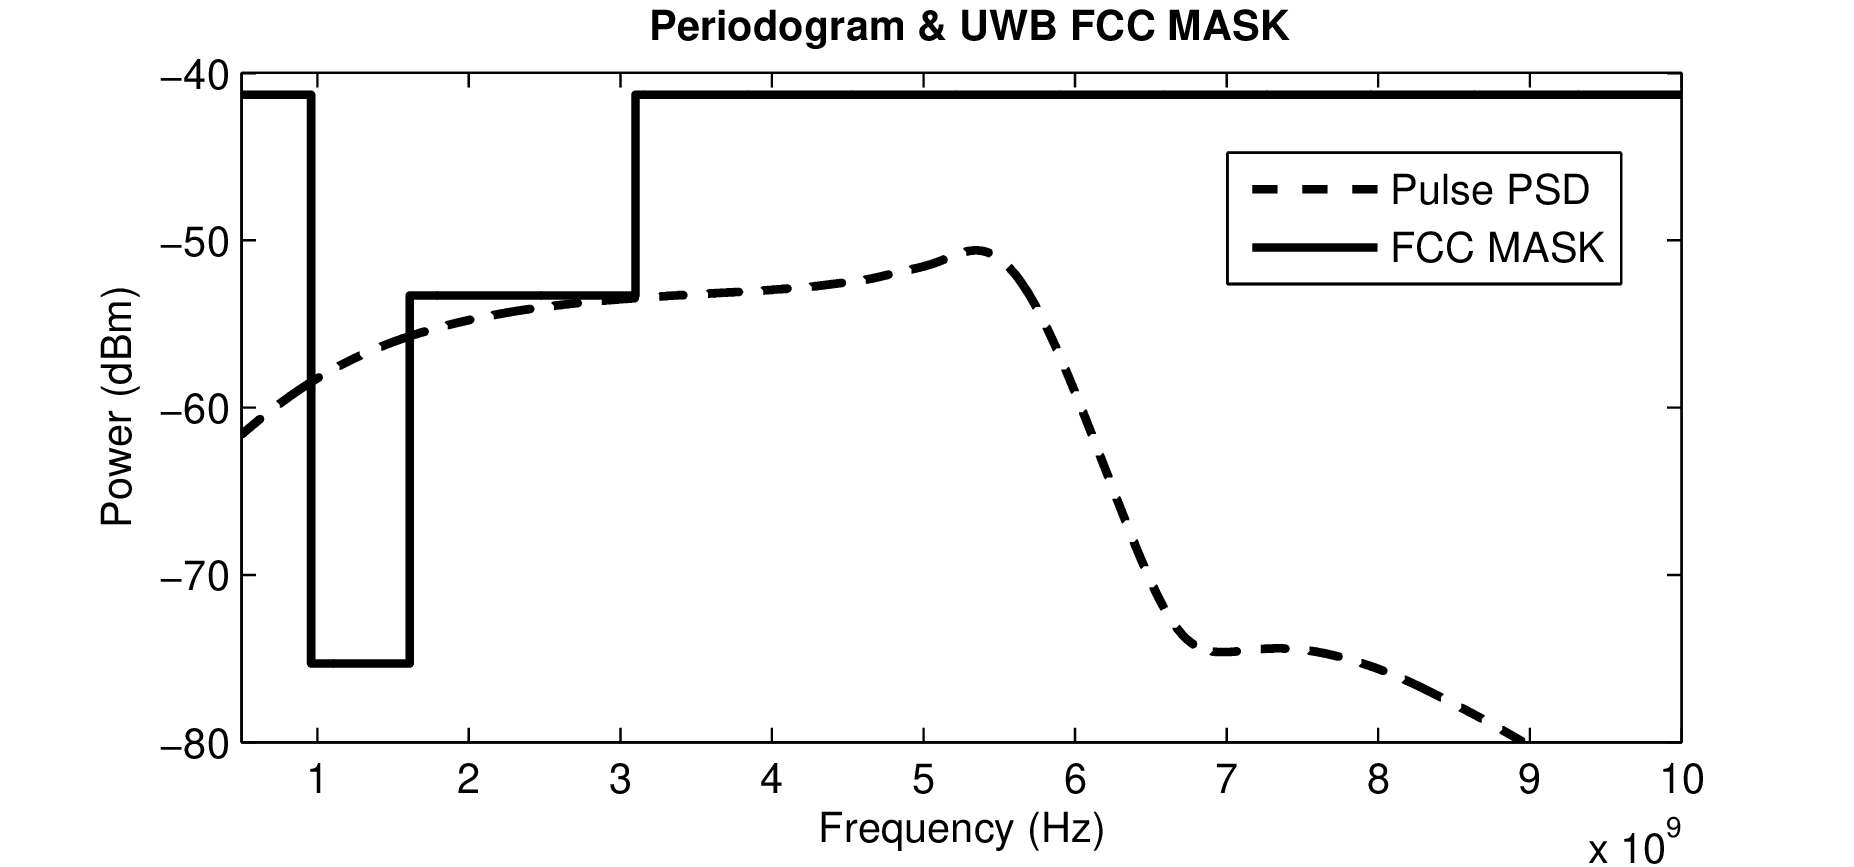 Periodogram & UWB FCC MASK
−40
−50
−60
−70
−80
Power (dBm)
Pulse PSD
FCC MASK
1 2 3 4 5 6 7 8 9 10
Frequency (Hz)
x 10⁹